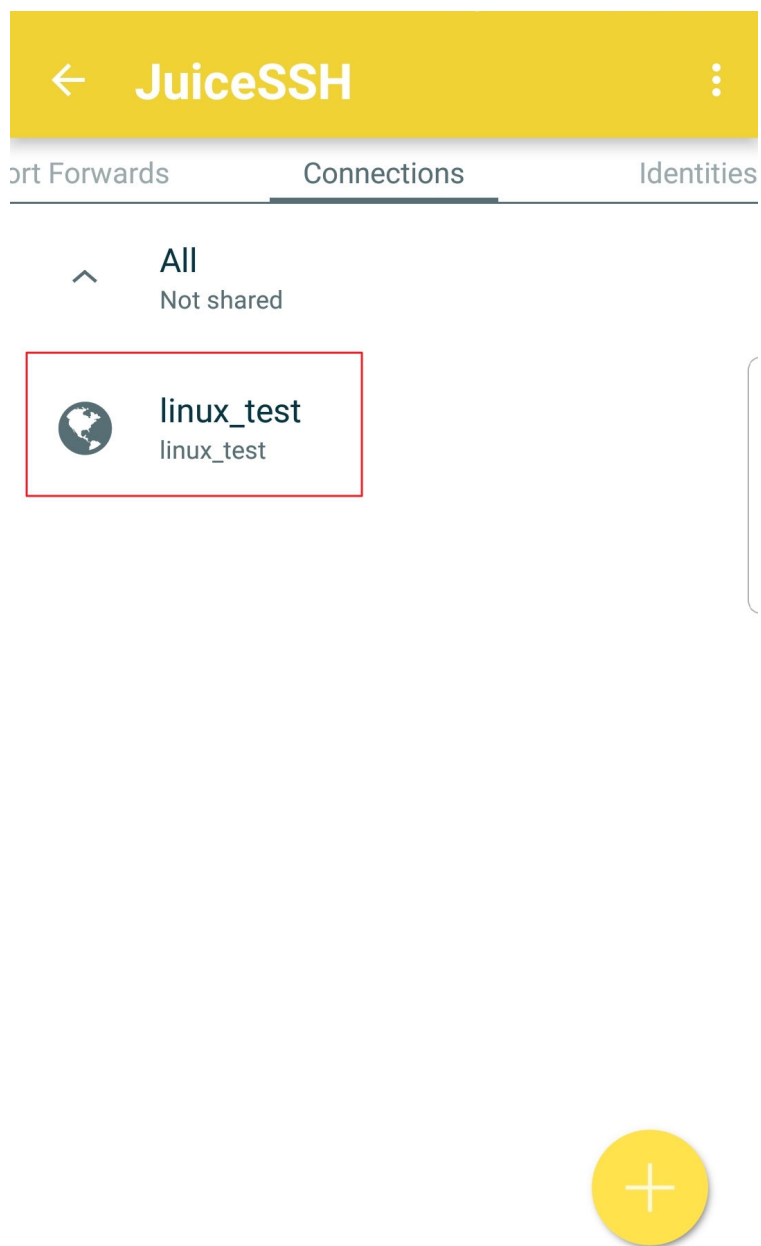 JuiceSSH
ort Forwards Connections Identities
All
Not shared
linux_test
linux_test